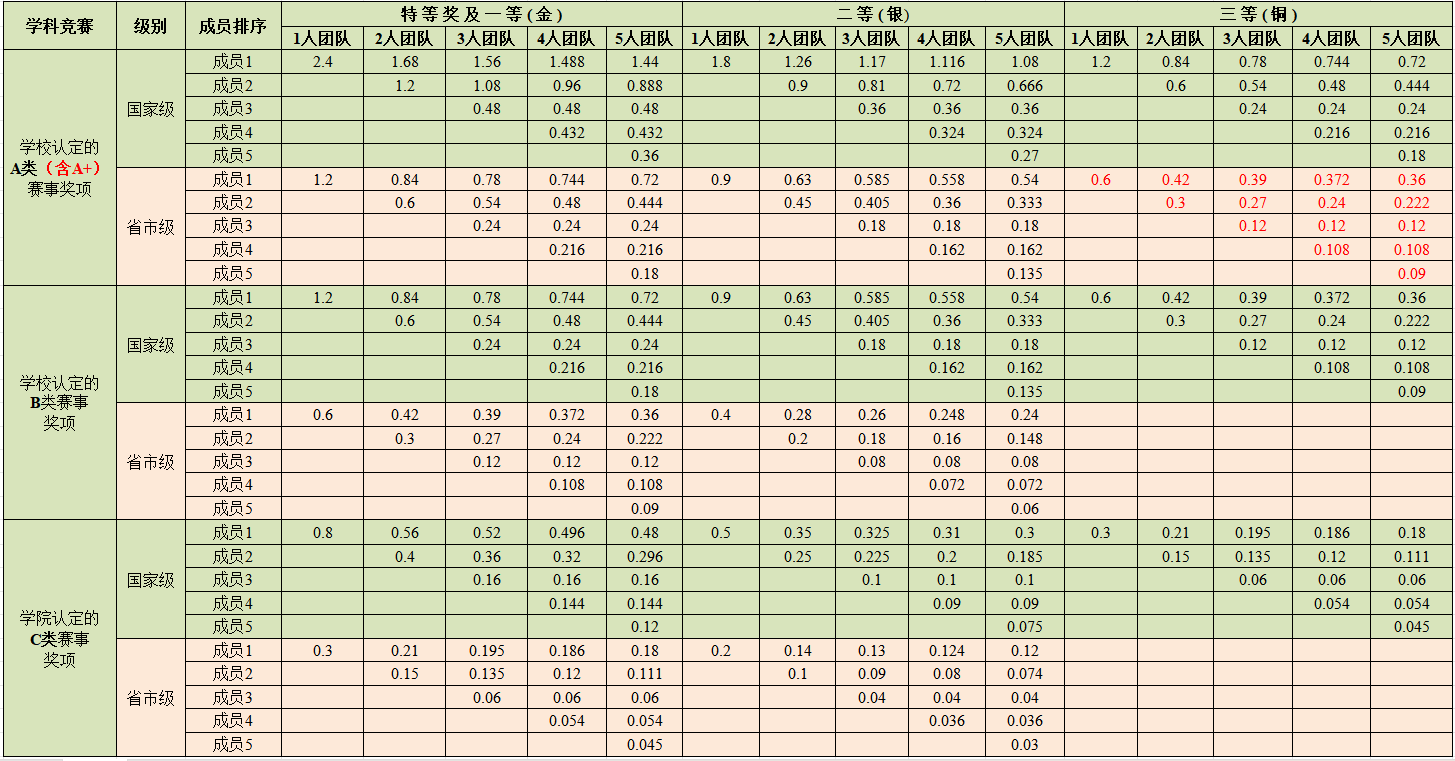 学科竞赛 级别 成员排序 特等奖及一等(金) 二等(银) 三等(铜)
1人团队 2人团队 3人团队 4人团队 5人团队 1人团队 2人团队 3人团队 4人团队 5人团队 1人团队 2人团队 3人团队 4人团队 5人团队
学校认定的
A类（含A+）
赛事奖项
国家级
成员1 2.4 1.68 1.56 1.488 1.44 1.8 1.26 1.17 1.116 1.08 1.2 0.84 0.78 0.744 0.72
成员2 1.2 1.08 0.96 0.888 0.9 0.81 0.72 0.666 0.6 0.54 0.48 0.444
成员3 0.48 0.48 0.48 0.36 0.36 0.36 0.24 0.24 0.24
成员4 0.432 0.432 0.324 0.324 0.216 0.216
成员5 0.36 0.27 0.18
省市级
成员1 1.2 0.84 0.78 0.744 0.72 0.9 0.63 0.585 0.558 0.54 0.6 0.42 0.39 0.372 0.36
成员2 0.6 0.54 0.48 0.444 0.45 0.405 0.36 0.333 0.3 0.27 0.24 0.222
成员3 0.24 0.24 0.24 0.18 0.18 0.18 0.12 0.12 0.12
成员4 0.216 0.216 0.162 0.162 0.108 0.108
成员5 0.18 0.135 0.09
学校认定的
B类赛事
奖项
国家级
成员1 1.2 0.84 0.78 0.744 0.72 0.9 0.63 0.585 0.558 0.54 0.6 0.42 0.39 0.372 0.36
成员2 0.6 0.54 0.48 0.444 0.45 0.405 0.36 0.333 0.3 0.27 0.24 0.222
成员3 0.24 0.24 0.24 0.18 0.18 0.18 0.12 0.12 0.12
成员4 0.216 0.216 0.162 0.162 0.108 0.108
成员5 0.18 0.135 0.09
省市级
成员1 0.6 0.42 0.39 0.372 0.36 0.4 0.28 0.26 0.248 0.24
成员2 0.3 0.27 0.24 0.222 0.2 0.18 0.16 0.148
成员3 0.12 0.12 0.12 0.08 0.08 0.08
成员4 0.108 0.108 0.072 0.072
成员5 0.09 0.06
学院认定的
C类赛事
奖项
国家级
成员1 0.8 0.56 0.52 0.496 0.48 0.5 0.35 0.325 0.31 0.3 0.3 0.21 0.195 0.186 0.18
成员2 0.4 0.36 0.32 0.296 0.25 0.225 0.2 0.185 0.15 0.135 0.12 0.111
成员3 0.16 0.16 0.16 0.1 0.1 0.1 0.06 0.06 0.06
成员4 0.144 0.144 0.09 0.09 0.054 0.054
成员5 0.12 0.075 0.045
省市级
成员1 0.3 0.21 0.195 0.186 0.18 0.2 0.14 0.13 0.124 0.12
成员2 0.15 0.135 0.12 0.111 0.1 0.09 0.08 0.074
成员3 0.06 0.06 0.06 0.04 0.04 0.04
成员4 0.054 0.054 0.036 0.036
成员5 0.045 0.03